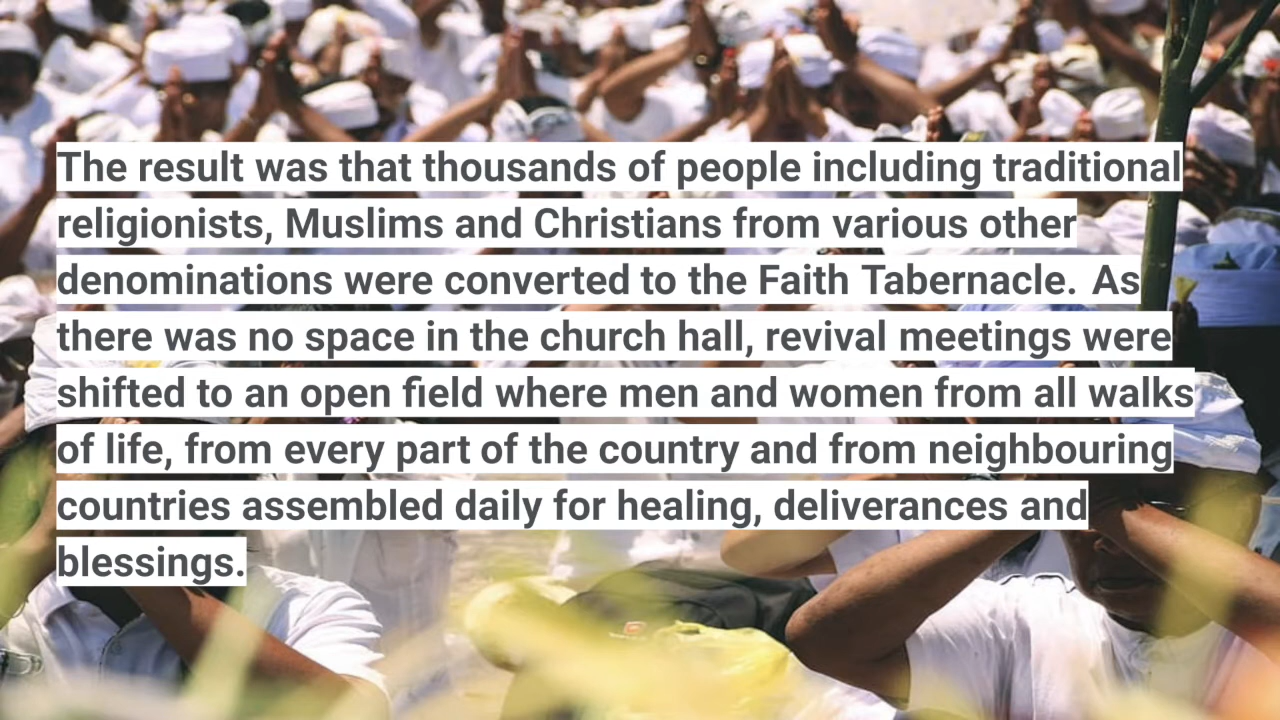 The result was that thousands of people including traditional
religionists, Muslims and Christians from various other
denominations were converted to the Faith Tabernacle. As
there was no space in the church hall, revival meetings were
shifted to an open field where men and women from all walks
of life, from every part of the country and from neighbouring
countries assembled daily for healing, deliverances and
blessings.